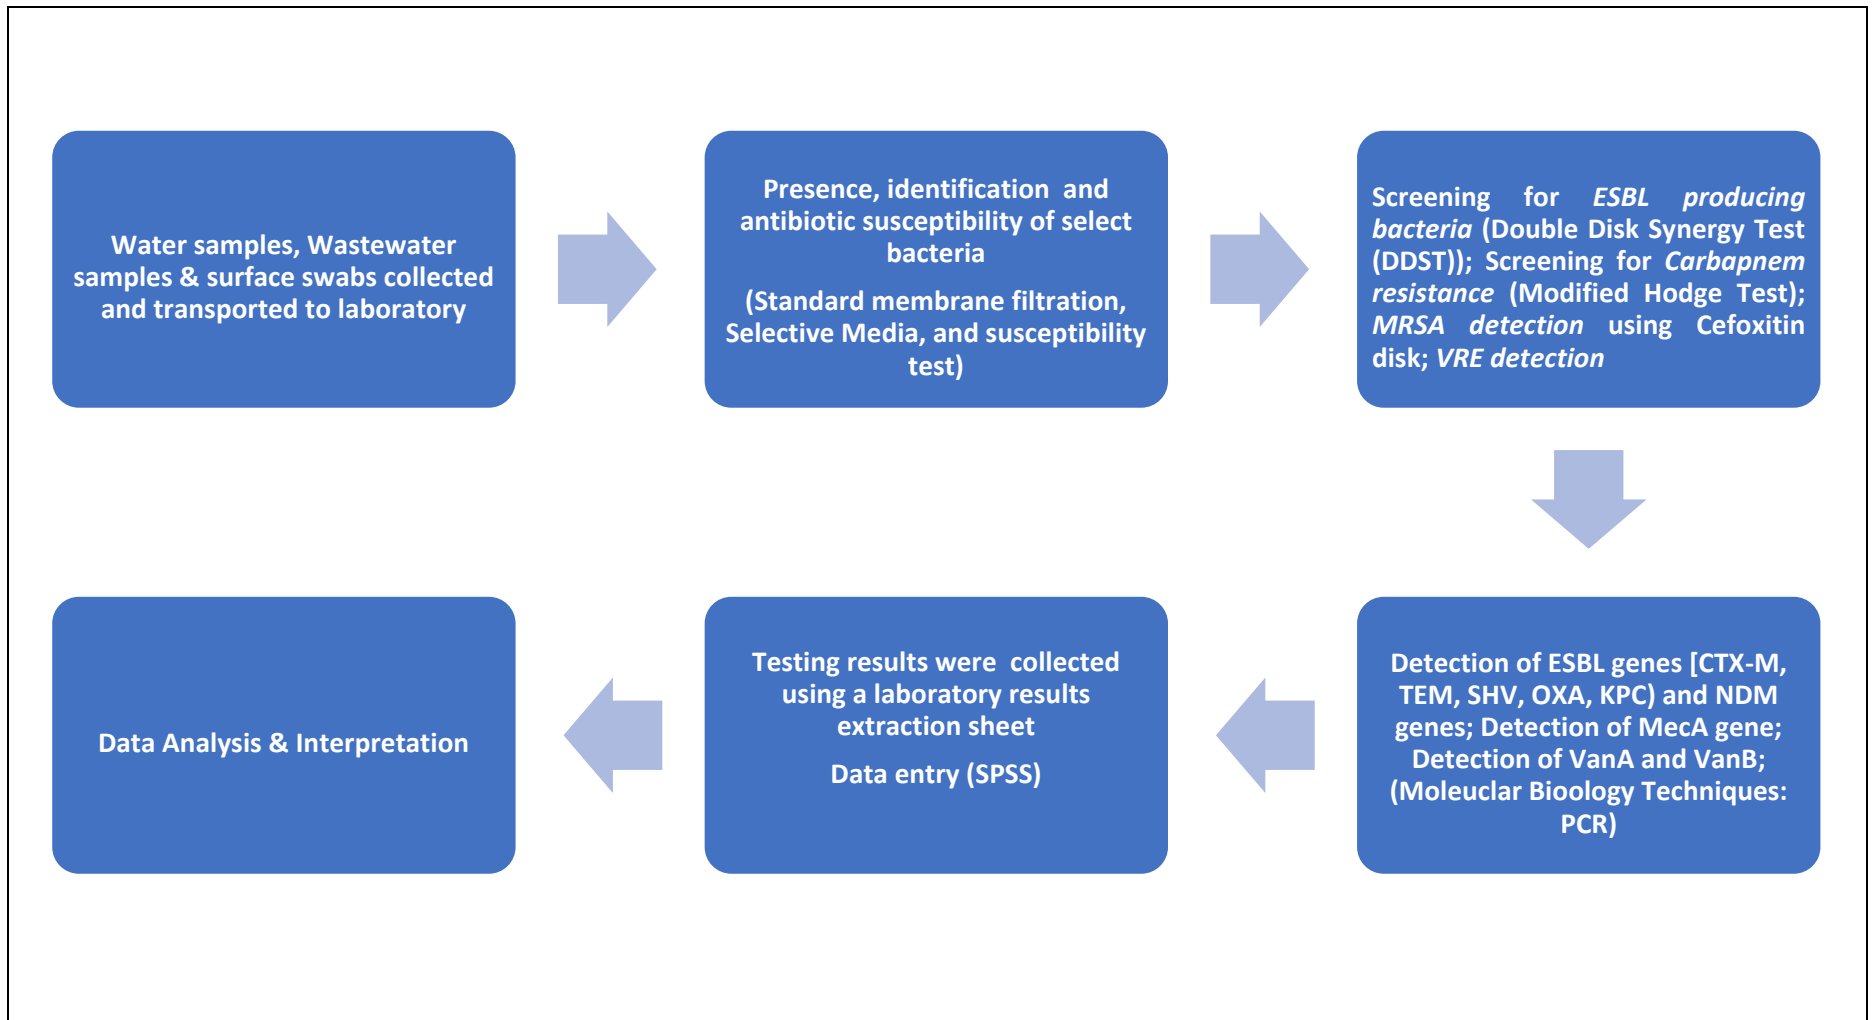 Water samples, Wastewater
samples & surface swabs collected
and transported to laboratory
Presence, identification and
antibiotic susceptibility of select
bacteria
(Standard membrane filtration,
Selective Media, and susceptibility
test)
Screening for ESBL producing
bacteria (Double Disk Synergy Test
(DDST)); Screening for Carbapnem
resistance (Modified Hodge Test);
MRSA detection using Cefoxitin
disk; VRE detection
Detection of ESBL genes [CTX-M,
TEM, SHV, OXA, KPC) and NDM
genes; Detection of MecA gene;
Detection of VanA and VanB;
(Moleuclar Bioology Techniques:
PCR)
Testing results were collected
using a laboratory results
extraction sheet
Data entry (SPSS)
Data Analysis & Interpretation